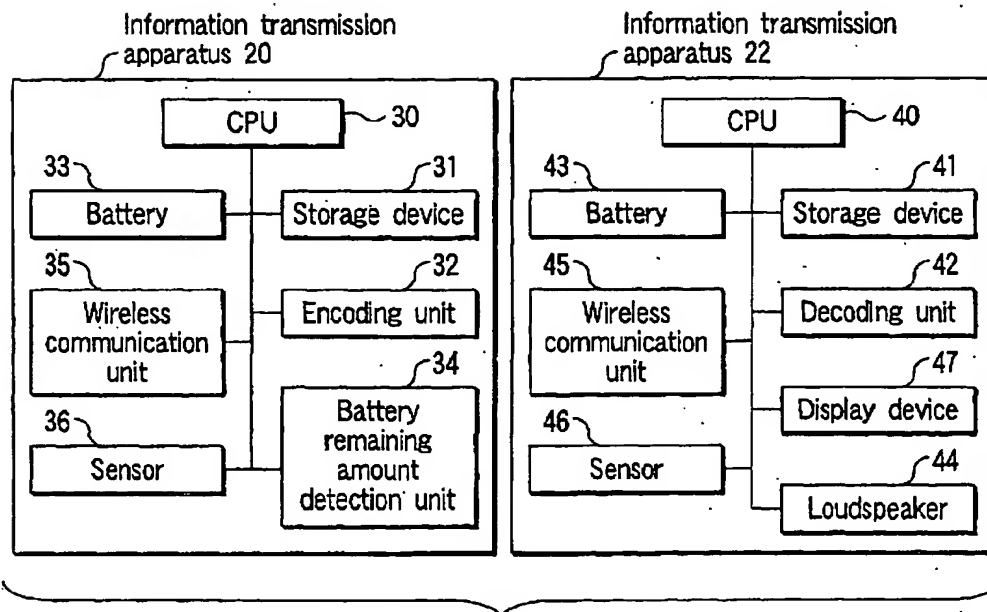 Information transmission
apparatus 20
CPU
30
33
Battery
31
Storage device
35
Wireless
communication
unit
32
Encoding unit
36
Sensor
34
Battery
remaining
amount
detection unit
Information transmission
apparatus 22
CPU
40
43
Battery
41
Storage device
45
Wireless
communication
unit
42
Decoding unit
47
Display device
46
Sensor
44
Loudspeaker